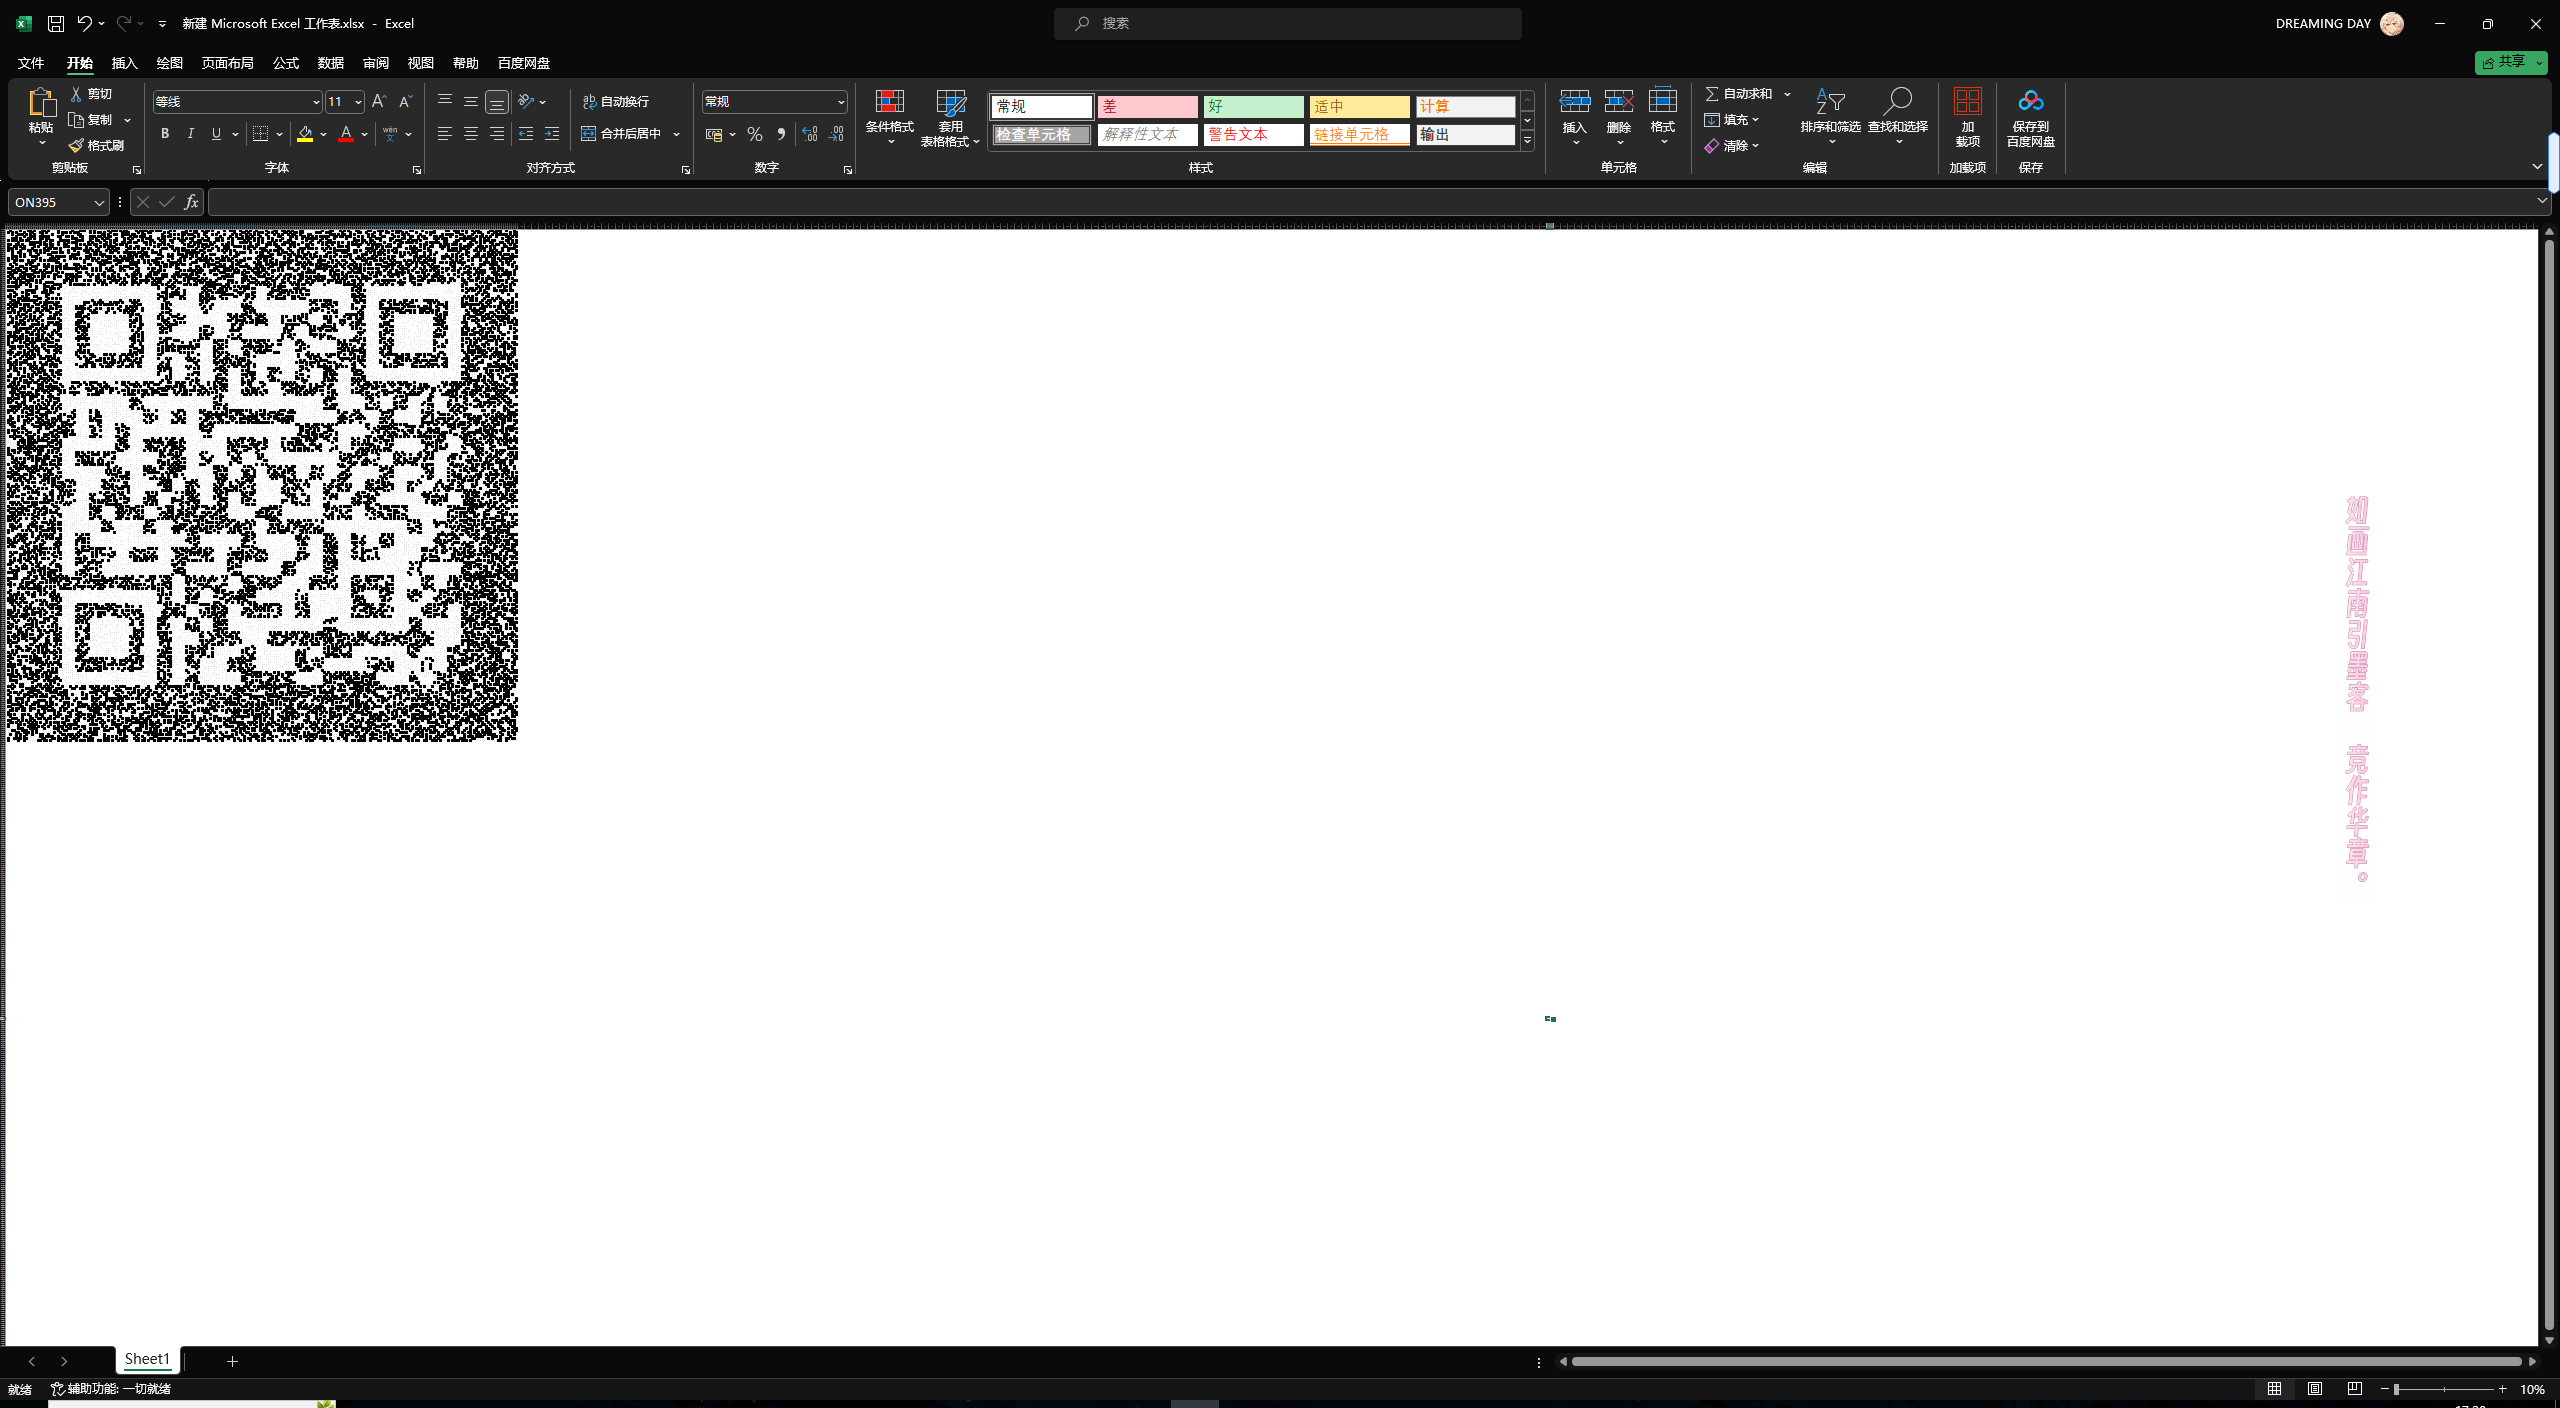 新建 Microsoft Excel 工作表.xlsx - Excel
搜索
DREAMING DAY
文件 开始 插入 绘图 页面布局 公式 数据 审阅 视图 帮助 百度网盘
共享
粘贴
剪切
复制
格式刷
剪贴板
等线 11
B I U A wén 文
字体
ab 自动换行
合并后居中
对齐方式
常规
% .00
数字
条件格式
套用
表格格式
常规 差 好 适中 计算
检查单元格 解释性文本 警告文本 链接单元格 输出
样式
插入 删除 格式
单元格
自动求和
填充
清除
排序和筛选 查找和选择
编辑
加
载项
加载项
保存到
百度网盘
保存
ON395
fx
如画江南引墨客 竞作华章。
Sheet1
就绪 辅助功能: 一切就绪
10%